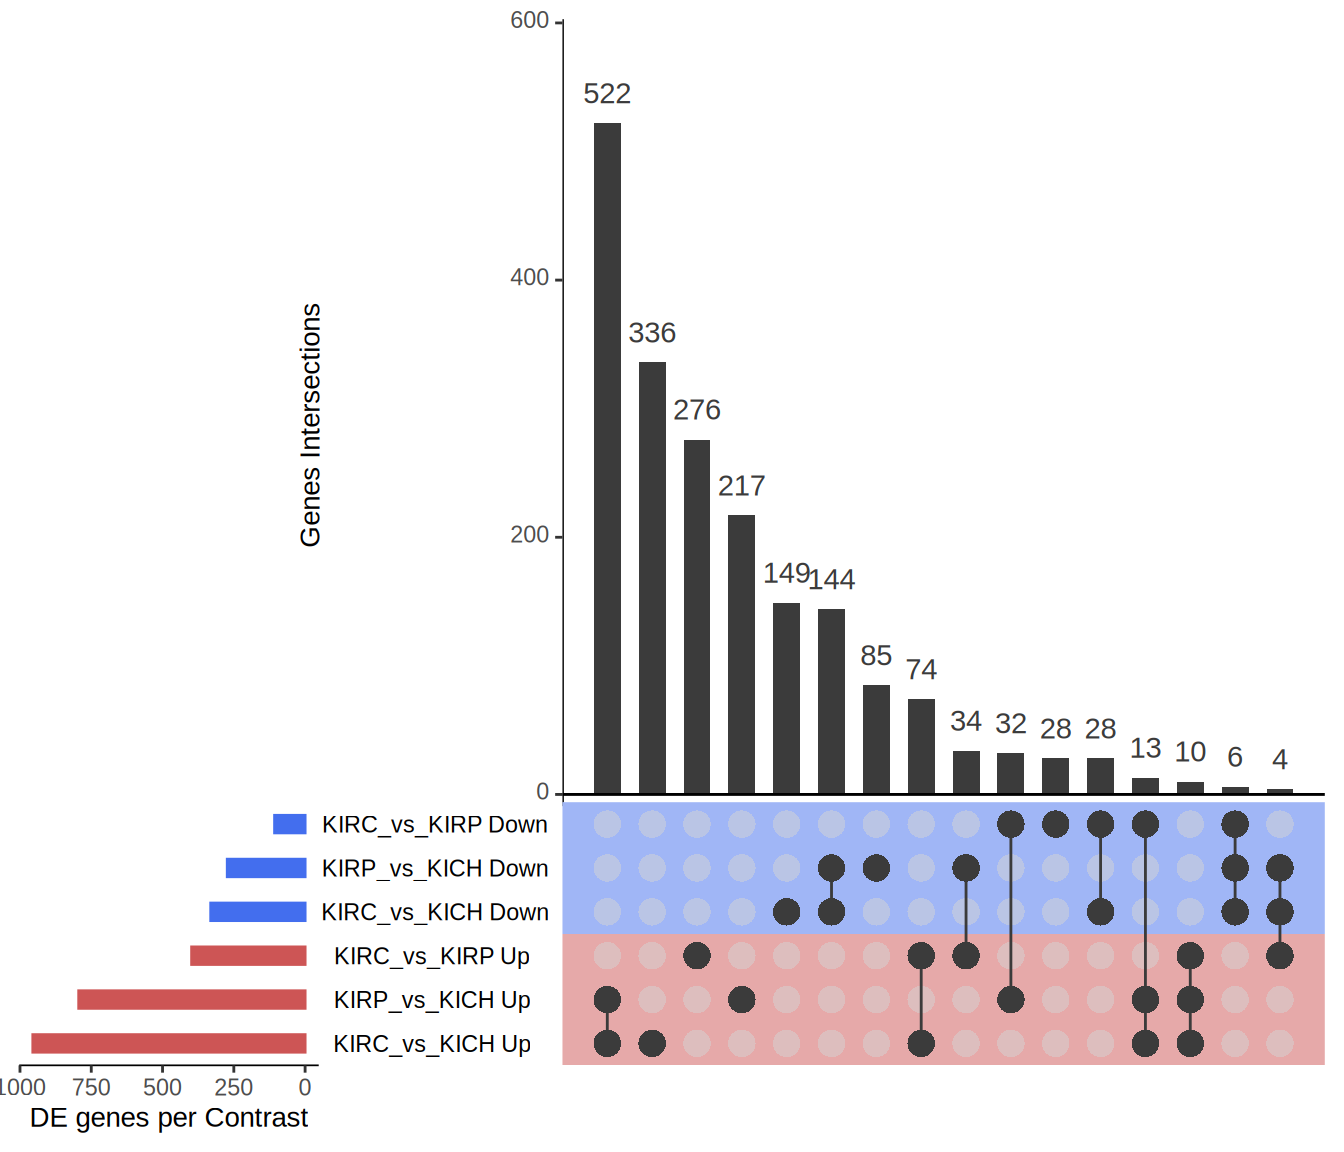 600
522
400
336
Genes Intersections
276
217
200
149
144
85
74
34
32
28
28
13
10
6
4
0
KIRC_vs_KIRP Down
KIRP_vs_KICH Down
KIRC_vs_KICH Down
KIRC_vs_KIRP Up
KIRP_vs_KICH Up
KIRC_vs_KICH Up
1000 750 500 250 0
DE genes per Contrast